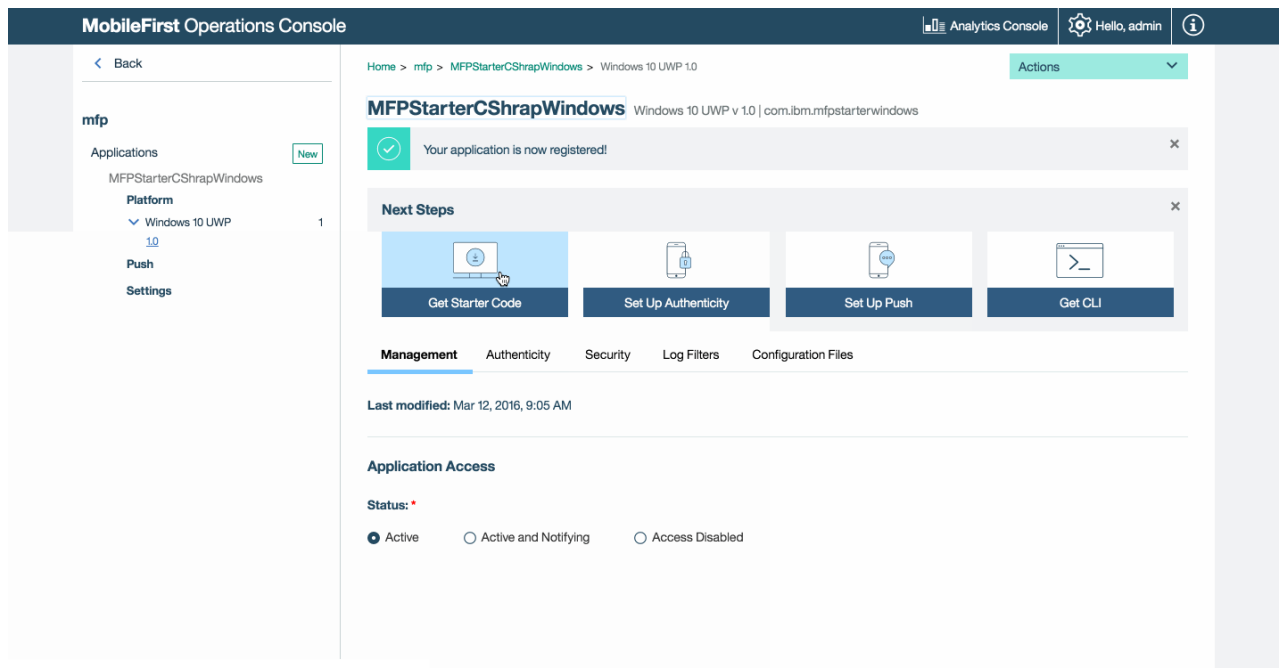 MobileFirst Operations Console
Analytics Console
Hello, admin
Back
mfp
Applications
New
MFPStarterCShrapWindows
Platform
Windows 10 UWP 1
1.0
Push
Settings
Home > mfp > MFPStarterCShrapWindows > Windows 10 UWP 1.0
Actions
MFPStarterCShrapWindows Windows 10 UWP v 1.0 | com.ibm.mfpstarterwindows
Your application is now registered!
Next Steps
Get Starter Code
Set Up Authenticity
Set Up Push
Get CLI
Management Authenticity Security Log Filters Configuration Files
Last modified: Mar 12, 2016, 9:05 AM
Application Access
Status: *
Active Active and Notifying Access Disabled